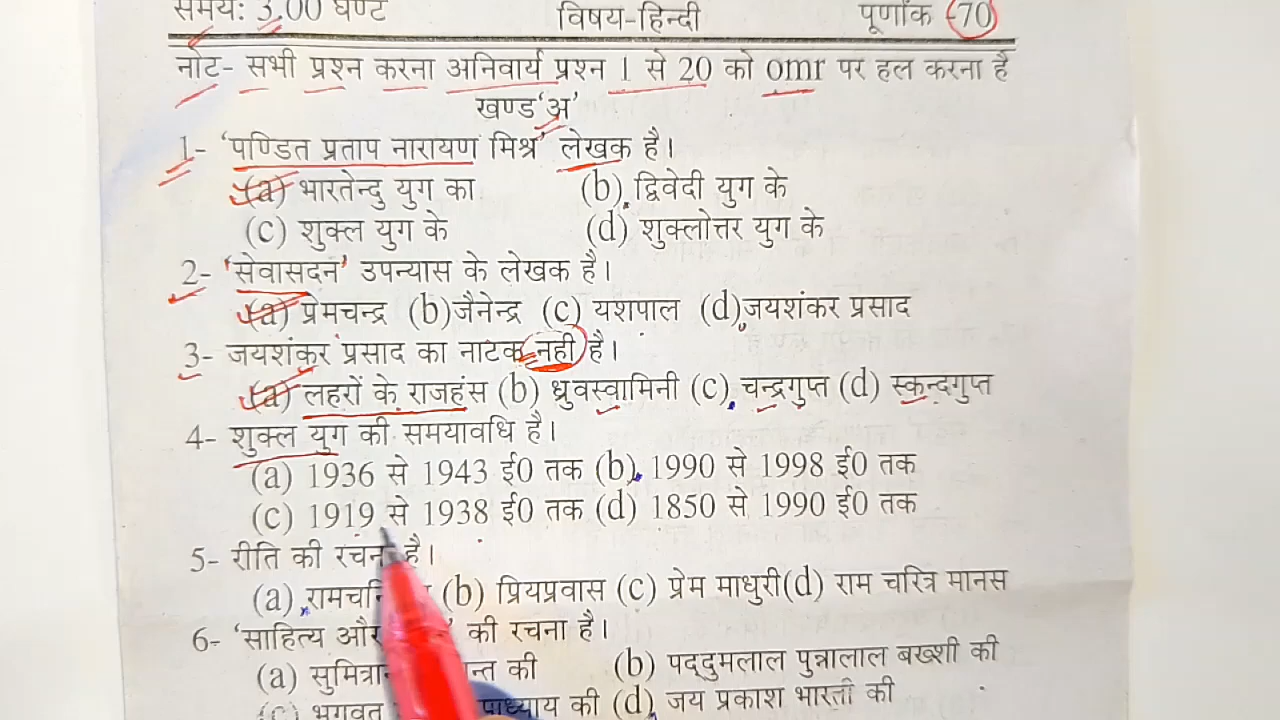 समय: 3.00 घण्टे विषय-हिन्दी पूर्णांक -70
नोट- सभी प्रश्न करना अनिवार्य प्रश्न 1 से 20 को omr पर हल करना है
खण्ड‘अ’
1- ‘पण्डित प्रताप नारायण मिश्र’ लेखक है।
(a) भारतेन्दु युग का (b) द्विवेदी युग के
(c) शुक्ल युग के (d) शुक्लोत्तर युग के
2- ‘सेवासदन’ उपन्यास के लेखक है।
(a) प्रेमचन्द्र (b)जैनेन्द्र (c) यशपाल (d)जयशंकर प्रसाद
3- जयशंकर प्रसाद का नाटक नही है।
(a) लहरों के राजहंस (b) ध्रुवस्वामिनी (c) चन्द्रगुप्त (d) स्कन्दगुप्त
4- शुक्ल युग की समयावधि है।
(a) 1936 से 1943 ई0 तक (b) 1990 से 1998 ई0 तक
(c) 1919 से 1938 ई0 तक (d) 1850 से 1990 ई0 तक
5- रीति की है।
(a) (b) प्रियप्रवास (c) प्रेम माधुरी(d) राम चरित्र मानस
6- ‘साहित्य और की रचना है।
(a) की (b) पद्दुमलाल पुन्नालाल बख्शी की
(c) भगवत की (d) जय प्रकाश भारती की